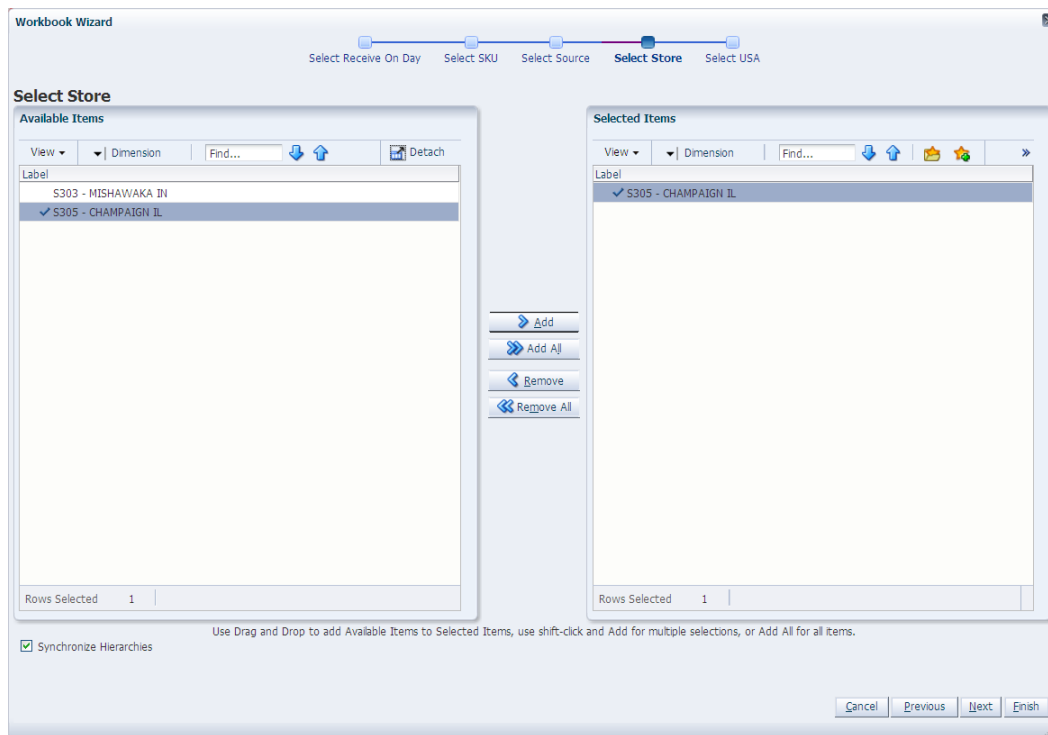 Workbook Wizard
Select Receive On Day Select SKU Select Source Select Store Select USA
Select Store
Available Items
View Dimension Find... Detach
Label
S303 - MISHAWAKA IN
S305 - CHAMPAIGN IL
Rows Selected 1
Add
Add All
Remove
Remove All
Selected Items
View Dimension Find... »
Label
S305 - CHAMPAIGN IL
Rows Selected 1
Use Drag and Drop to add Available Items to Selected Items, use shift-click and Add for multiple selections, or Add All for all items.
Synchronize Hierarchies
Cancel Previous Next Finish